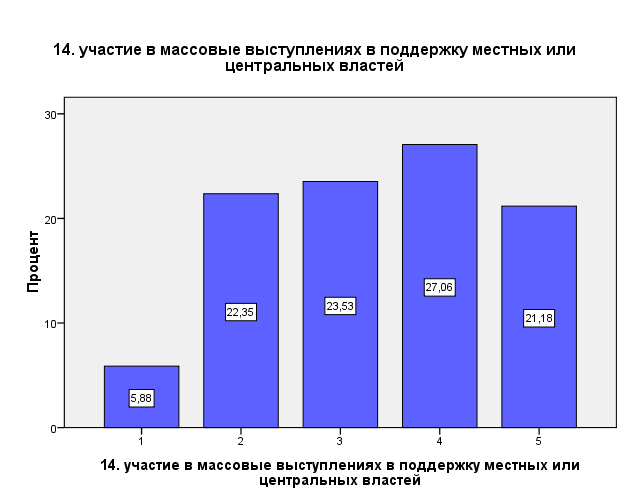 14. участие в массовые выступлениях в поддержку местных или
центральных властей
Процент
30
20
10
0
5,88
22,35
23,53
27,06
21,18
1
2
3
4
5
14. участие в массовые выступлениях в поддержку местных или
центральных властей